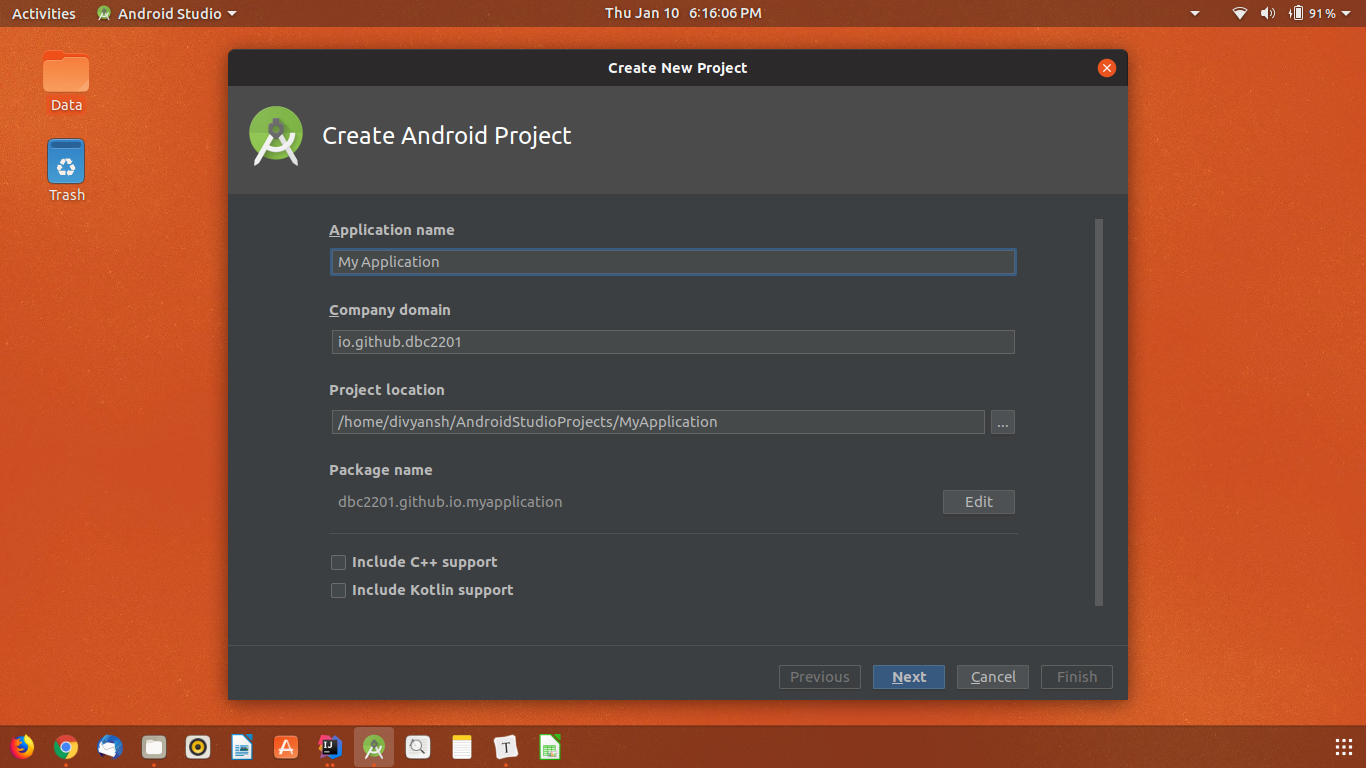 Activities Android Studio Thu Jan 10 6:16:06 PM 91%
Create New Project
Data
Create Android Project
Trash
Application name
My Application
Company domain
io.github.dbc2201
Project location
/home/divyansh/AndroidStudioProjects/MyApplication ...
Package name
dbc2201.github.io.myapplication Edit
Include C++ support
Include Kotlin support
Previous Next Cancel Finish
IJ T